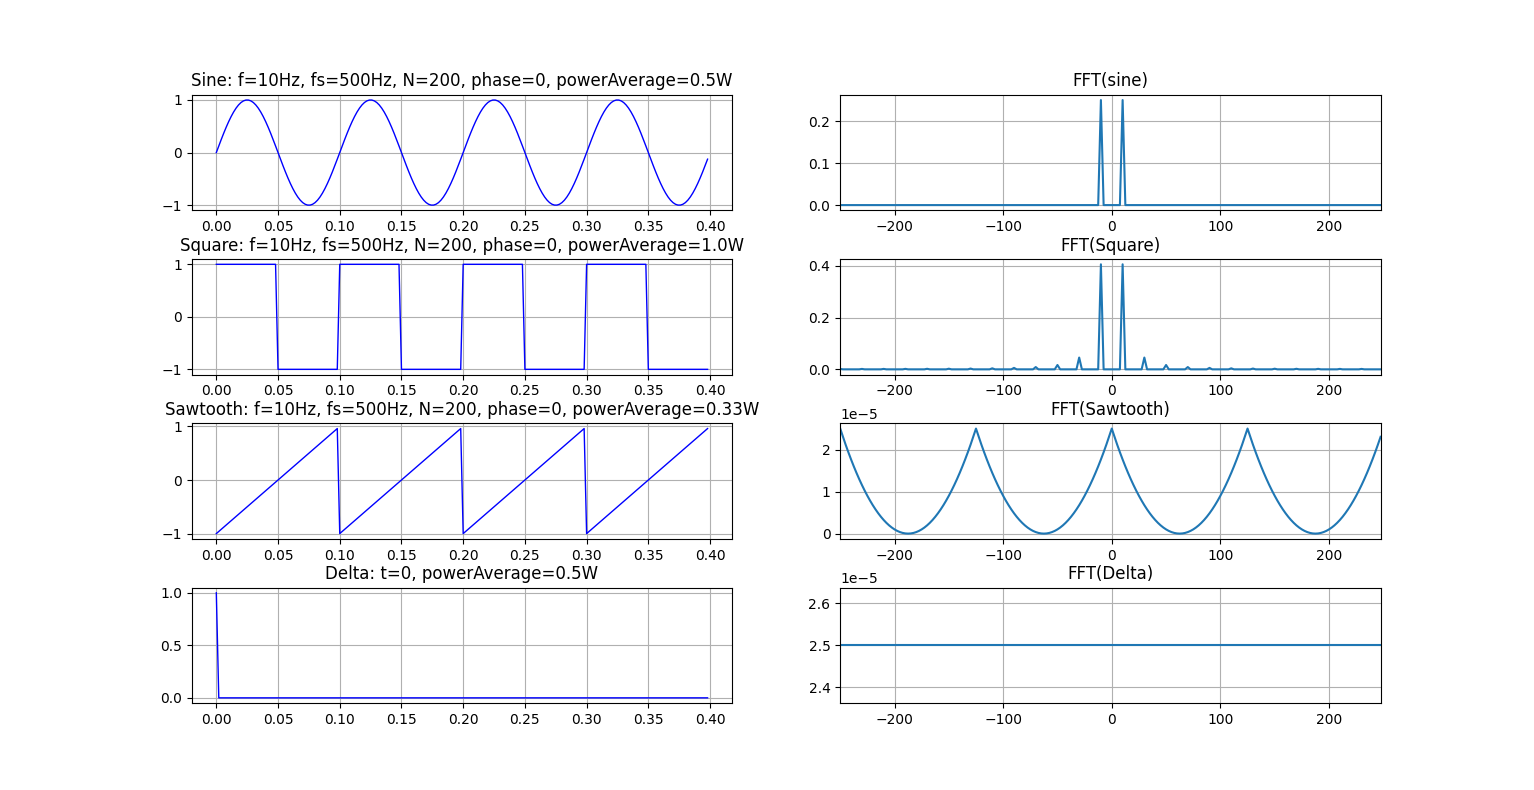 Sine: f=10Hz, fs=500Hz, N=200, phase=0, powerAverage=0.5W
1
0
−1
0.00 0.05 0.10 0.15 0.20 0.25 0.30 0.35 0.40
FFT(sine)
0.2
0.1
0.0
−200 −100 0 100 200
Square: f=10Hz, fs=500Hz, N=200, phase=0, powerAverage=1.0W
1
0
−1
0.00 0.05 0.10 0.15 0.20 0.25 0.30 0.35 0.40
FFT(Square)
0.4
0.2
0.0
−200 −100 0 100 200
Sawtooth: f=10Hz, fs=500Hz, N=200, phase=0, powerAverage=0.33W
1
0
−1
0.00 0.05 0.10 0.15 0.20 0.25 0.30 0.35 0.40
FFT(Sawtooth)
1e−5
2
1
0
−200 −100 0 100 200
Delta: t=0, powerAverage=0.5W
1.0
0.5
0.0
0.00 0.05 0.10 0.15 0.20 0.25 0.30 0.35 0.40
FFT(Delta)
1e−5
2.6
2.5
2.4
−200 −100 0 100 200